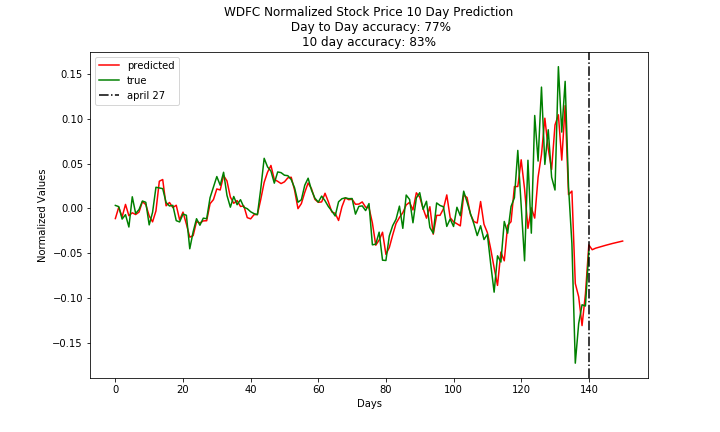 WDFC Normalized Stock Price 10 Day Prediction
Day to Day accuracy: 77%
10 day accuracy: 83%
predicted
true
april 27
Normalized Values
0.15
0.10
0.05
0.00
−0.05
−0.10
−0.15
0 20 40 60 80 100 120 140
Days